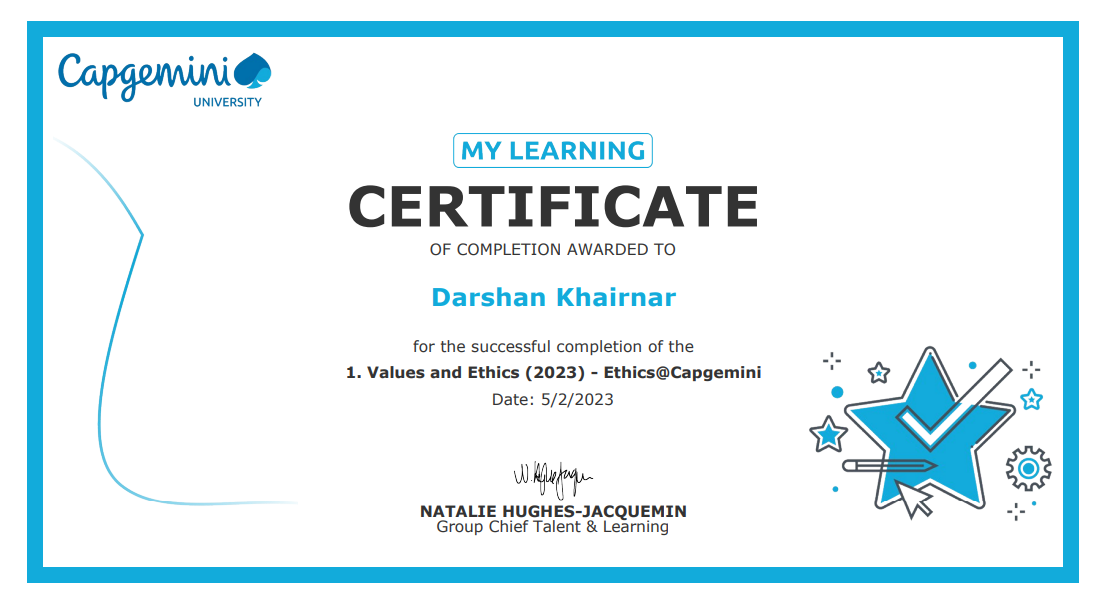 Capgemini
UNIVERSITY
MY LEARNING
CERTIFICATE
OF COMPLETION AWARDED TO
Darshan Khairnar
for the successful completion of the
1. Values and Ethics (2023) - Ethics@Capgemini
Date: 5/2/2023
NATALIE HUGHES-JACQUEMIN
Group Chief Talent & Learning